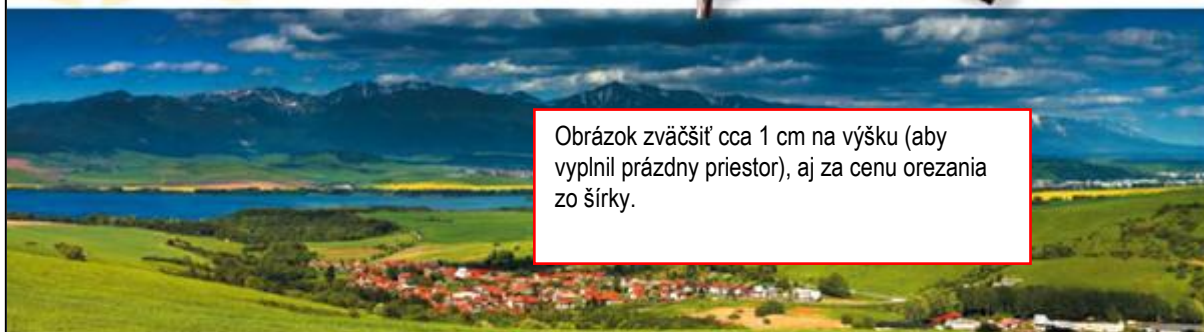 Obrázok zväčšiť cca 1 cm na výšku (aby
vyplnil prázdny priestor), aj za cenu orezania
zo šírky.